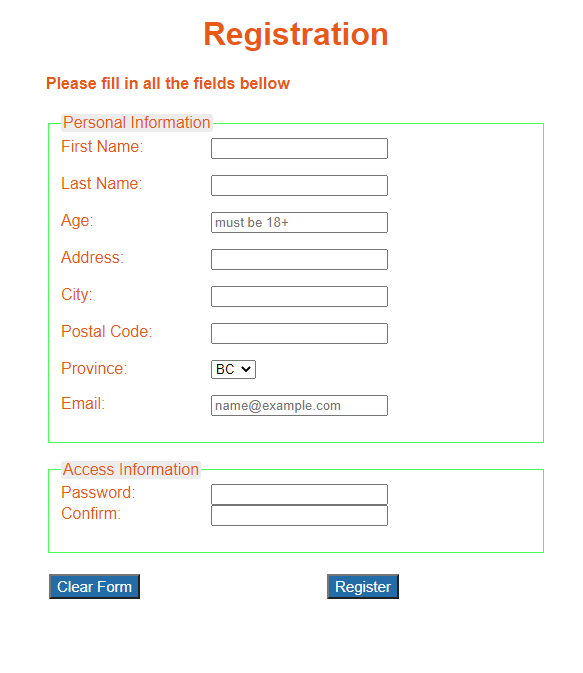 Registration
Please fill in all the fields bellow
Personal Information
First Name:
Last Name:
Age: must be 18+
Address:
City:
Postal Code:
Province: BC
Email: name@example.com
Access Information
Password:
Confirm:
Clear Form Register